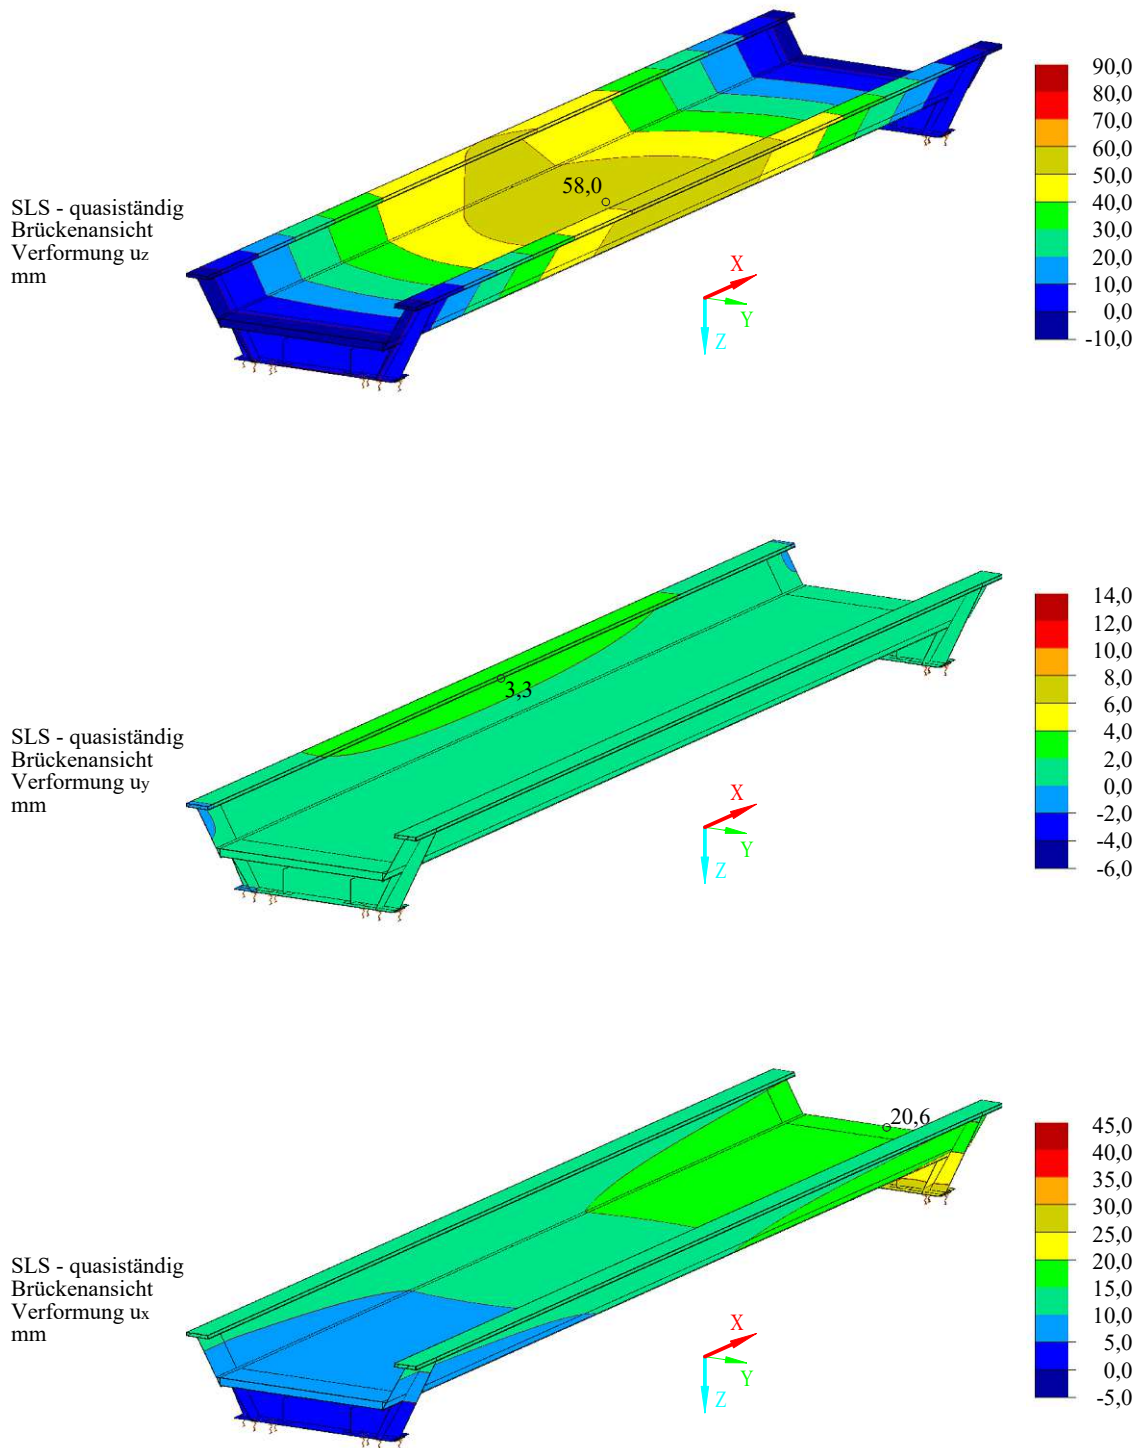 90,0
80,0
70,0
60,0
50,0
40,0
30,0
20,0
10,0
0,0
-10,0
58,0
SLS - quasiständig
Brückenansicht
Verformung uz
mm
X
Y
Z
14,0
12,0
10,0
8,0
6,0
4,0
2,0
0,0
-2,0
-4,0
-6,0
3,3
SLS - quasiständig
Brückenansicht
Verformung uy
mm
X
Y
Z
45,0
40,0
35,0
30,0
25,0
20,0
15,0
10,0
5,0
0,0
-5,0
20,6
SLS - quasiständig
Brückenansicht
Verformung ux
mm
X
Y
Z